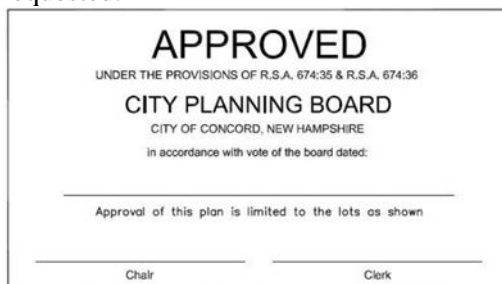 APPROVED
UNDER THE PROVISIONS OF R.S.A. 674:35 & R.S.A. 674:36
CITY PLANNING BOARD
CITY OF CONCORD, NEW HAMPSHIRE
in accordance with vote of the board dated:
Approval of this plan is limited to the lots as shown
Chair Clerk